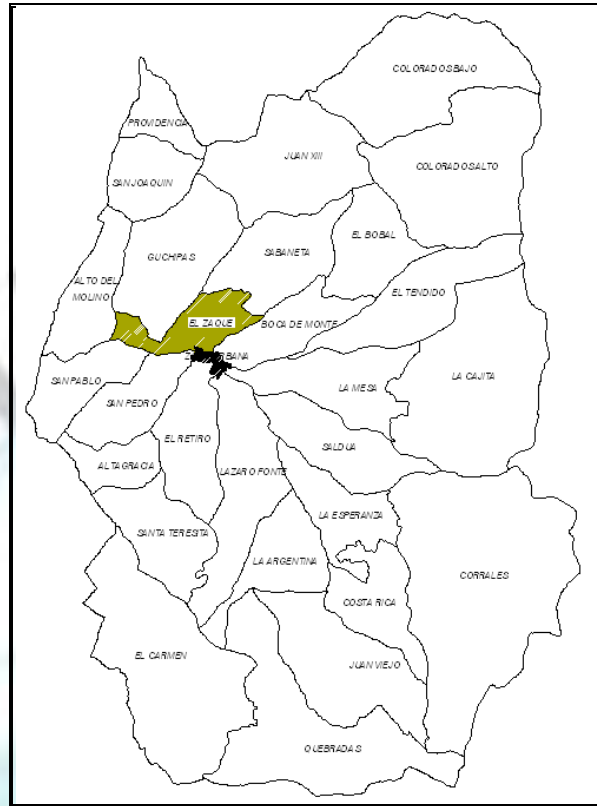 COLORADOS BAJO
PROVIDENCIA
JUAN XIII
COLORADOS ALTO
SAN JOAQUIN
EL BOBAL
SABANETA
GUCHIPAS
ALTO DEL
MOLINO
EL TENDIDO
EL ZAQUE
BOCA DE MONTE
URBANA
SAN PABLO
LA MESA
LA CAJITA
SAN PEDRO
EL RETIRO
SALDUA
ALTAGRACIA
LAZARO FONTE
LA ESPERANZA
SANTA TERESITA
LA ARGENTINA
CORRALES
COSTA RICA
EL CARMEN
JUAN VIEJO
QUEBRADAS